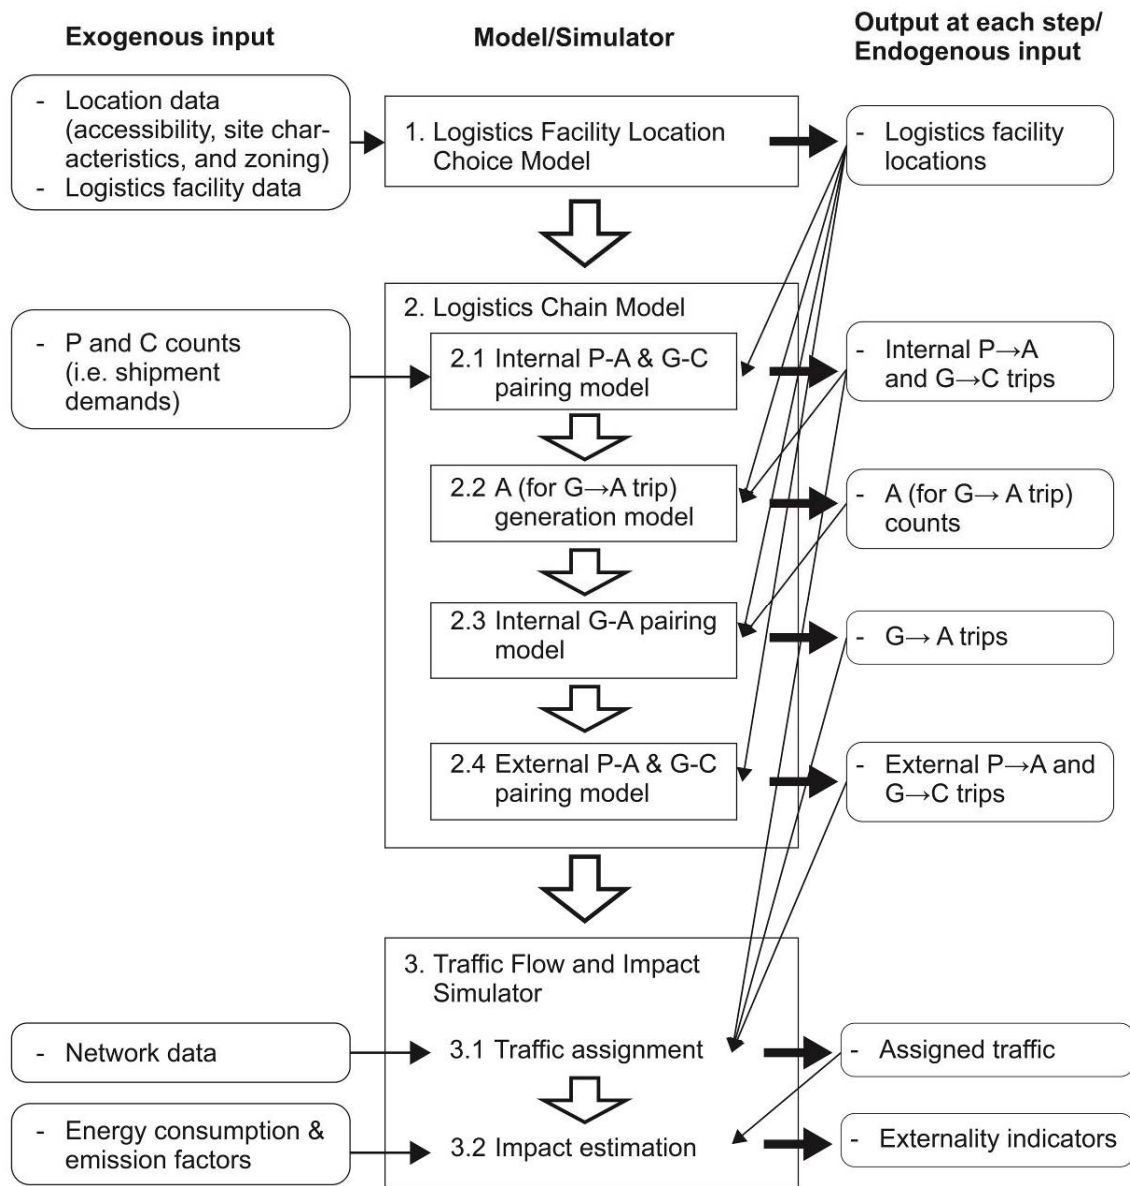 Exogenous input
Model/Simulator
Output at each step/
Endogenous input
- Location data
(accessibility, site char-
acteristics, and zoning)
- Logistics facility data
1. Logistics Facility Location
Choice Model
- Logistics facility
locations
2. Logistics Chain Model
- P and C counts
(i.e. shipment
demands)
2.1 Internal P-A & G-C
pairing model
- Internal P→A
and G→C trips
2.2 A (for G→A trip)
generation model
- A (for G→ A trip)
counts
2.3 Internal G-A pairing
model
- G→ A trips
2.4 External P-A & G-C
pairing model
- External P→A and
G→C trips
3. Traffic Flow and Impact
Simulator
- Network data
3.1 Traffic assignment
- Assigned traffic
- Energy consumption &
emission factors
3.2 Impact estimation
- Externality indicators